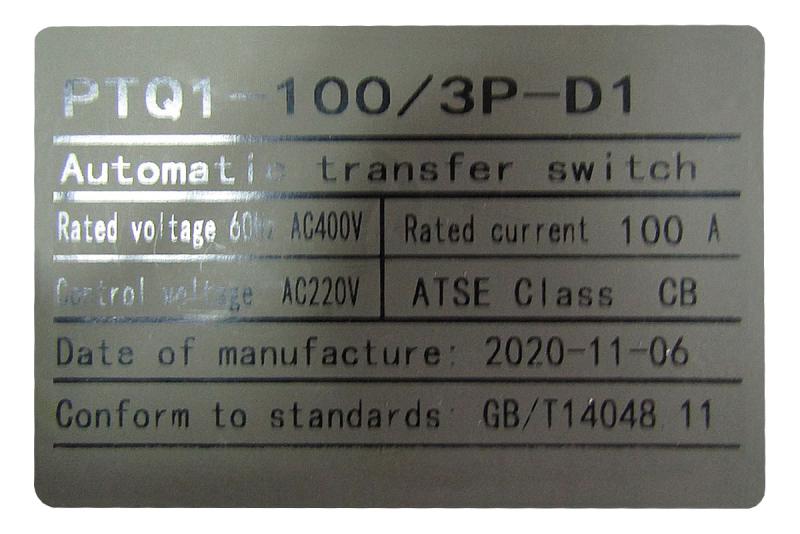 PTQ1-100/3P-D1
Automatic transfer switch
Rated voltage 60Hz AC400V
Rated current 100 A
Control voltage AC220V
ATSE Class CB
Date of manufacture: 2020-11-06
Conform to standards: GB/T14048.11